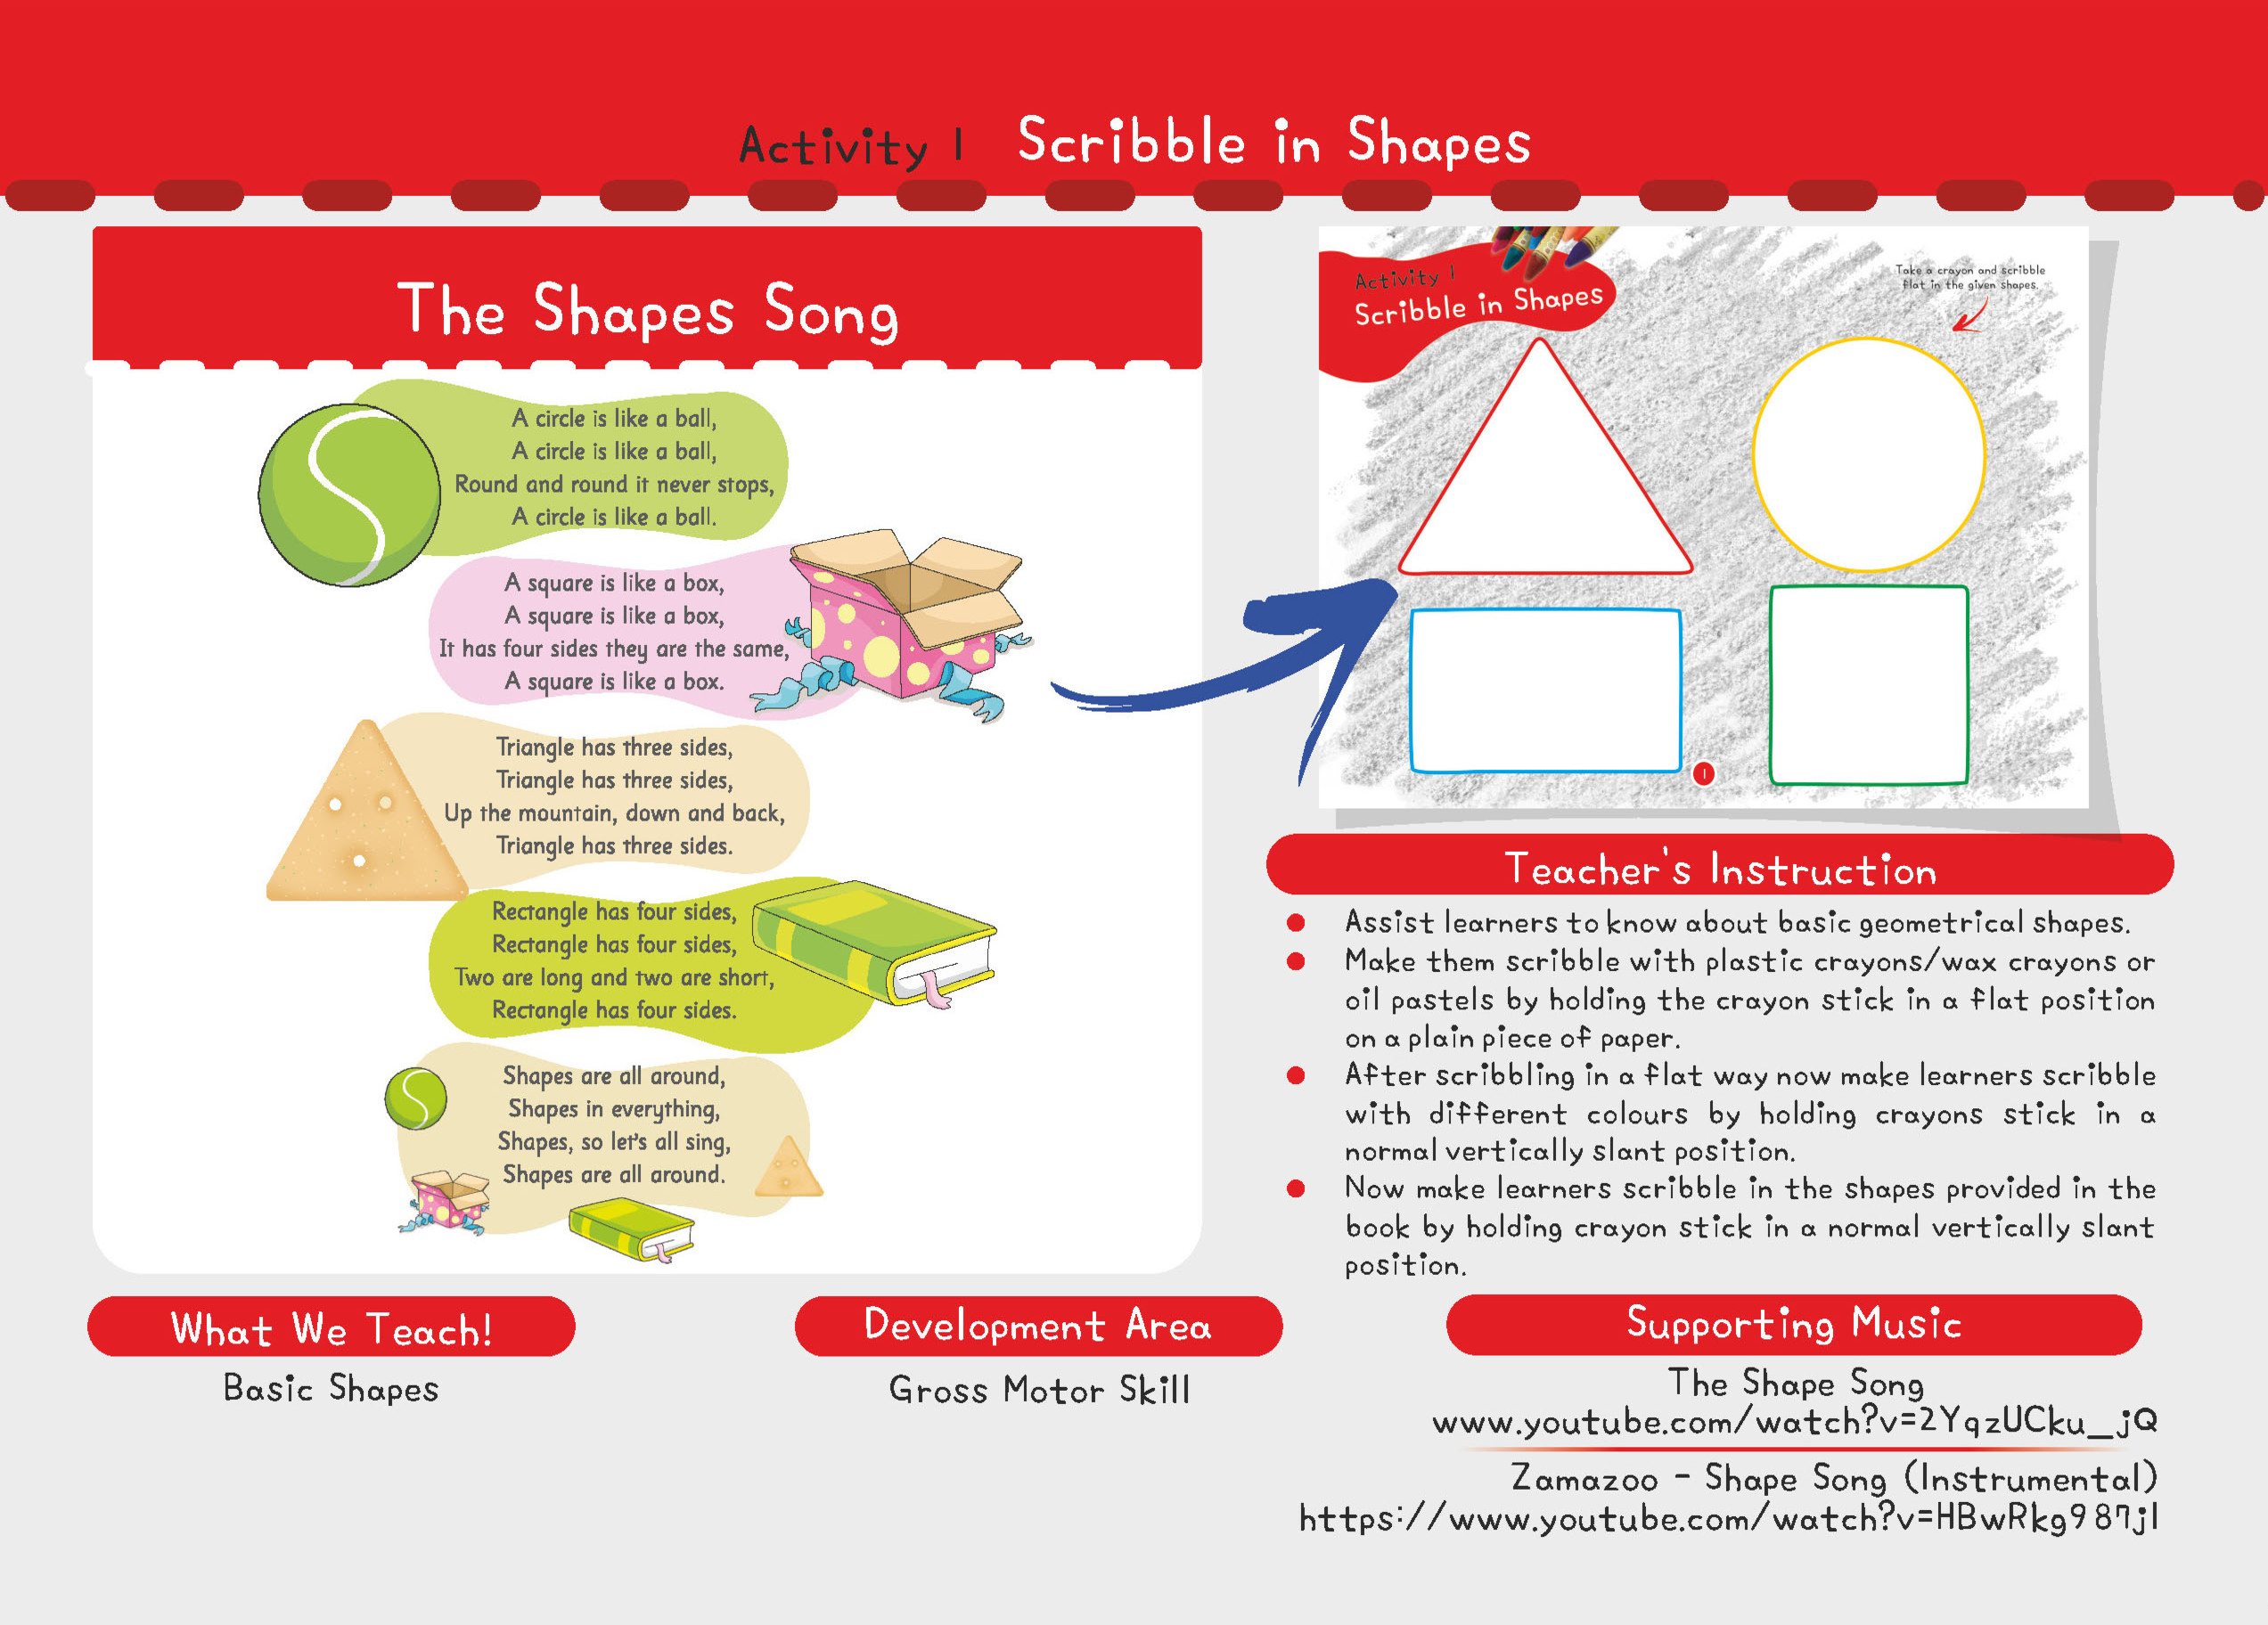 Activity 1 Scribble in Shapes
The Shapes Song
A circle is like a ball,
A circle is like a ball,
Round and round it never stops,
A circle is like a ball.
A square is like a box,
A square is like a box,
It has four sides they are the same,
A square is like a box.
Triangle has three sides,
Triangle has three sides,
Up the mountain, down and back,
Triangle has three sides.
Rectangle has four sides,
Rectangle has four sides,
Two are long and two are short,
Rectangle has four sides.
Shapes are all around,
Shapes in everything,
Shapes, so let's all sing,
Shapes are all around.
Activity 1
Scribble in Shapes
Take a crayon and scribble
flat in the given shapes.
1
Teacher's Instruction
Assist learners to know about basic geometrical shapes.
Make them scribble with plastic crayons/wax crayons or
oil pastels by holding the crayon stick in a flat position
on a plain piece of paper.
After scribbling in a flat way now make learners scribble
with different colours by holding crayons stick in a
normal vertically slant position.
Now make learners scribble in the shapes provided in the
book by holding crayon stick in a normal vertically slant
position.
What We Teach!
Basic Shapes
Development Area
Gross Motor Skill
Supporting Music
The Shape Song
www.youtube.com/watch?v=2YqzUCku_jQ
Zamazoo - Shape Song (Instrumental)
https://www.youtube.com/watch?v=HBwRkg987jI